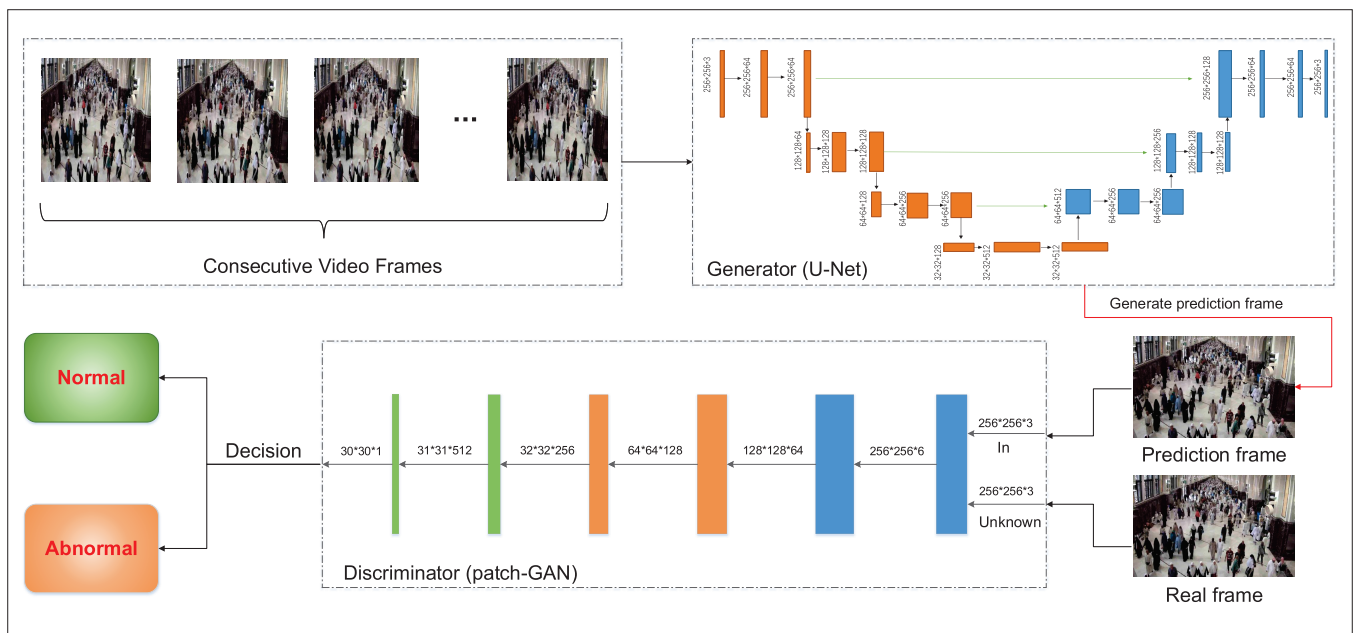 ...
Consecutive Video Frames
256*256*3
256*256*64
256*256*64
256*256*128
256*256*64
256*256*64
256*256*3
128*128*64
128*128*128
128*128*128
128*128*256
128*128*128
128*128*128
64*64*128
64*64*256
64*64*256
64*64*512
64*64*256
64*64*256
32*32*128
32*32*512
32*32*512
Generator (U-Net)
Generate prediction frame
Normal
Abnormal
Decision
30*30*1
31*31*512
32*32*256
64*64*128
128*128*64
256*256*6
256*256*3
In
256*256*3
Unknown
Discriminator (patch-GAN)
Prediction frame
Real frame